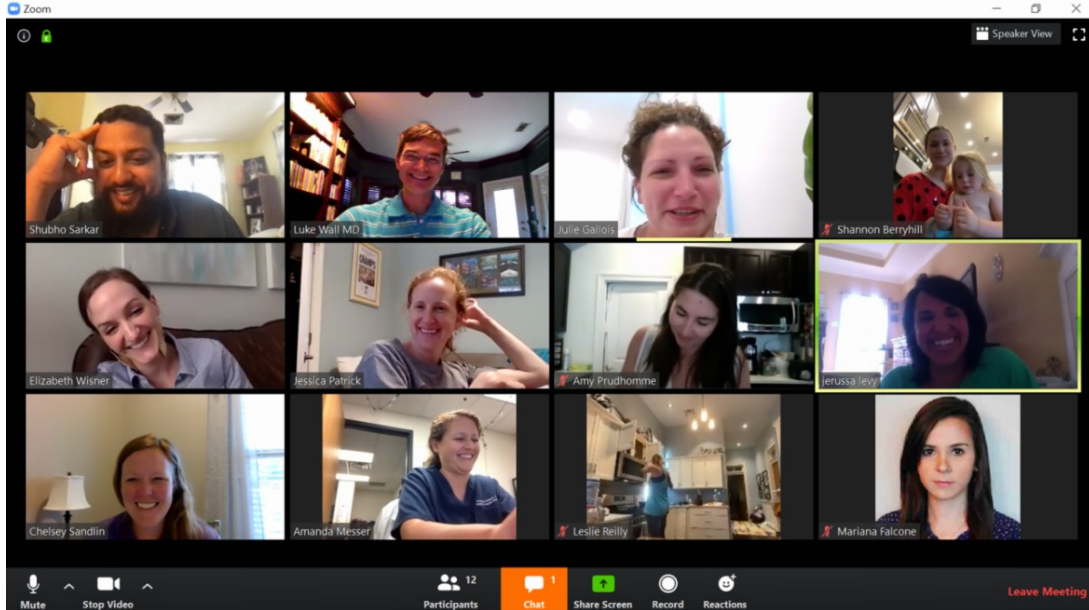 Zoom
Speaker View
Shubho Sarkar
Luke Wall MD
Julie Gallois
Shannon Berryhill
Elizabeth Wisner
Jessica Patrick
Amy Prudhomme
jerussa levy
Chelsey Sandlin
Amanda Messer
Leslie Reilly
Mariana Falcone
12
1
Mute
Stop Video
Participants
Chat
Share Screen
Record
Reactions
Leave Meeting